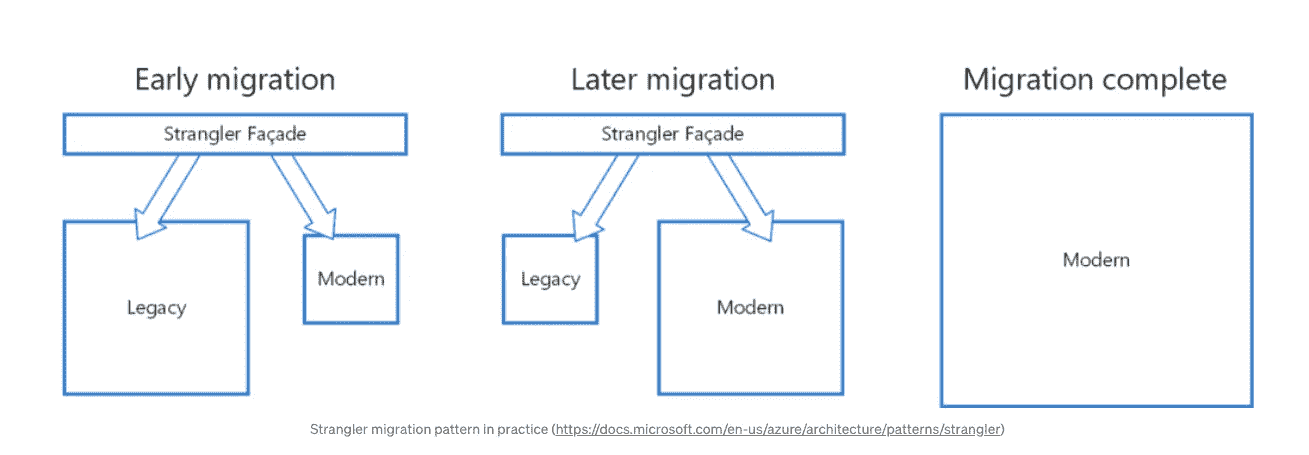 Early migration
Strangler Façade
Legacy
Modern
Later migration
Strangler Façade
Legacy
Modern
Migration complete
Modern
Strangler migration pattern in practice (https://docs.microsoft.com/en-us/azure/architecture/patterns/strangler)